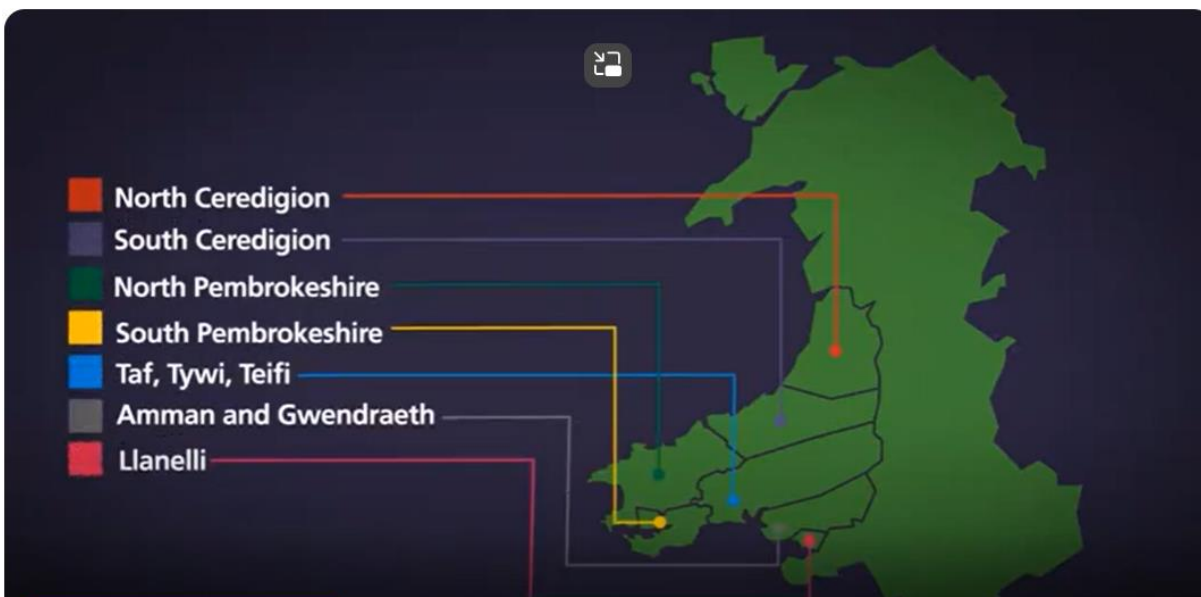 North Ceredigion
South Ceredigion
North Pembrokeshire
South Pembrokeshire
Taf, Tywi, Teifi
Amman and Gwendraeth
Llanelli